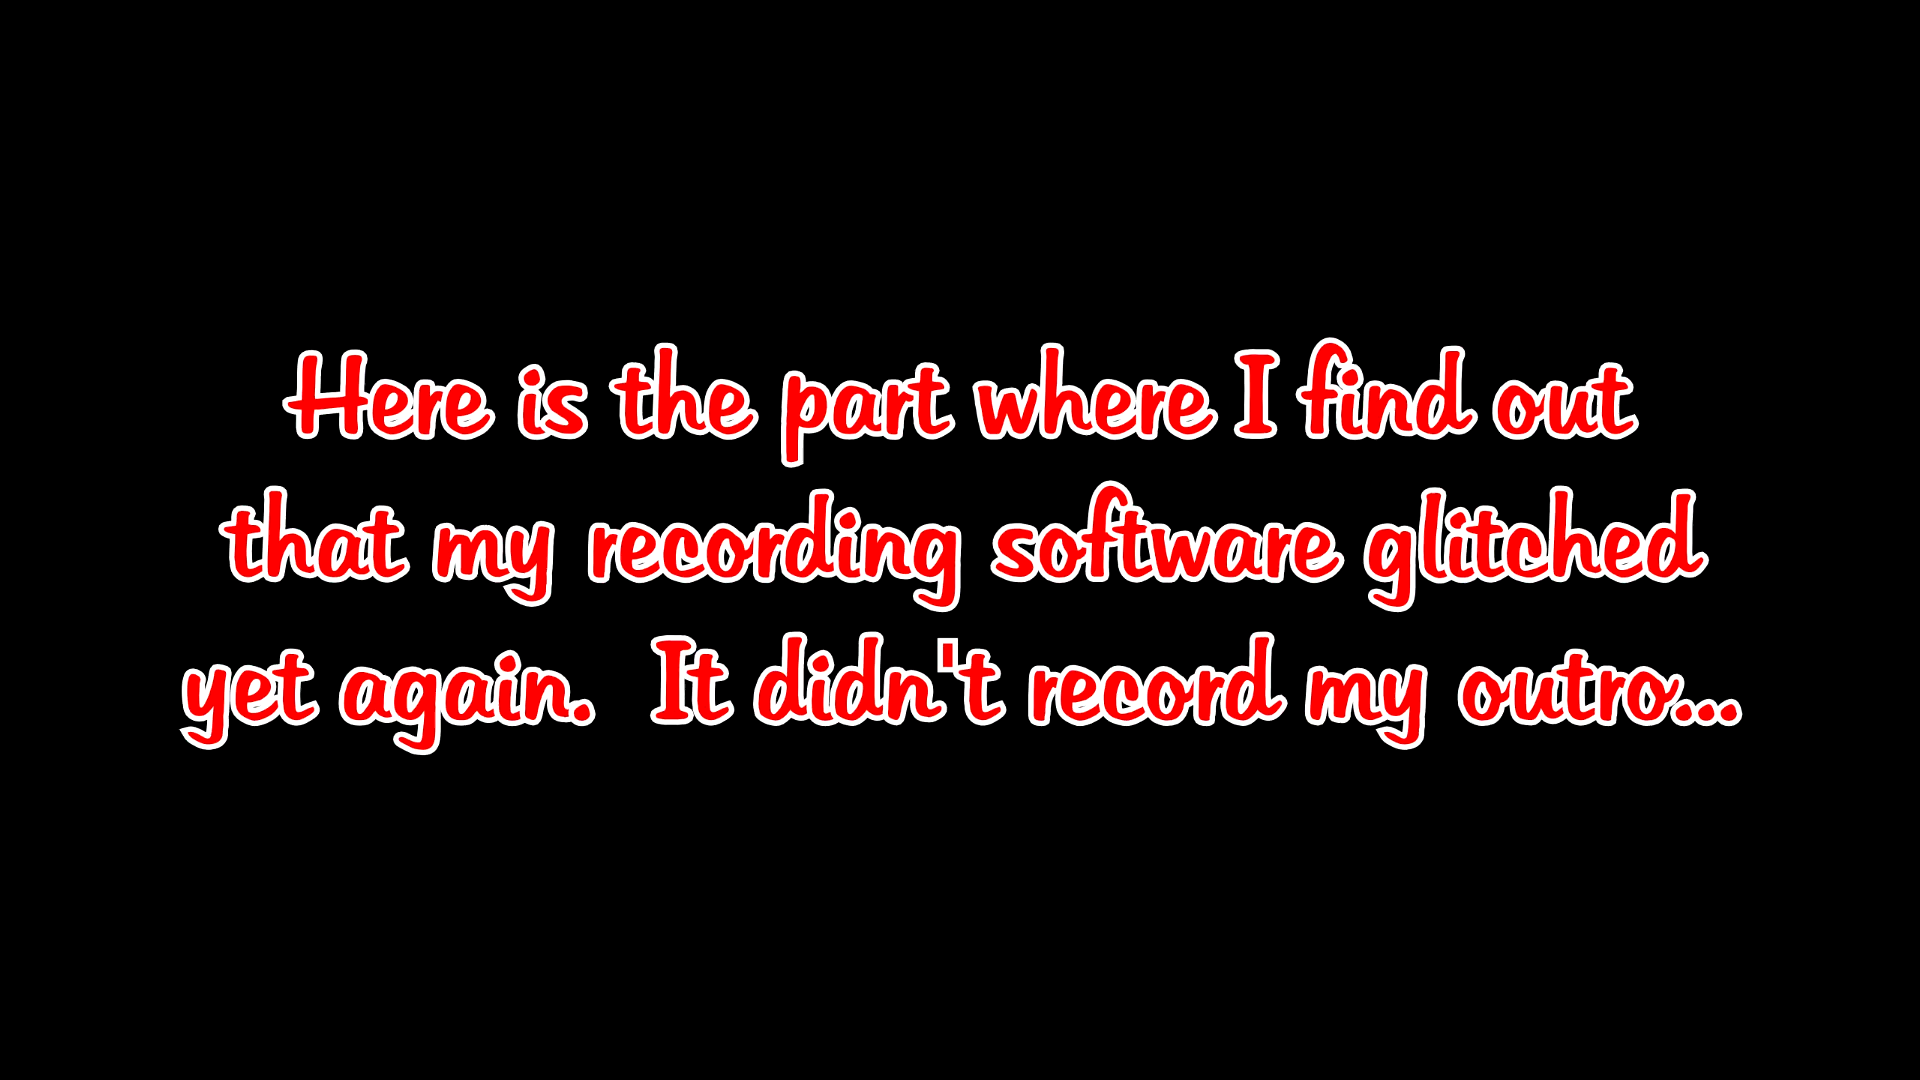 Here is the part where I find out
that my recording software glitched
yet again.  It didn't record my outro...